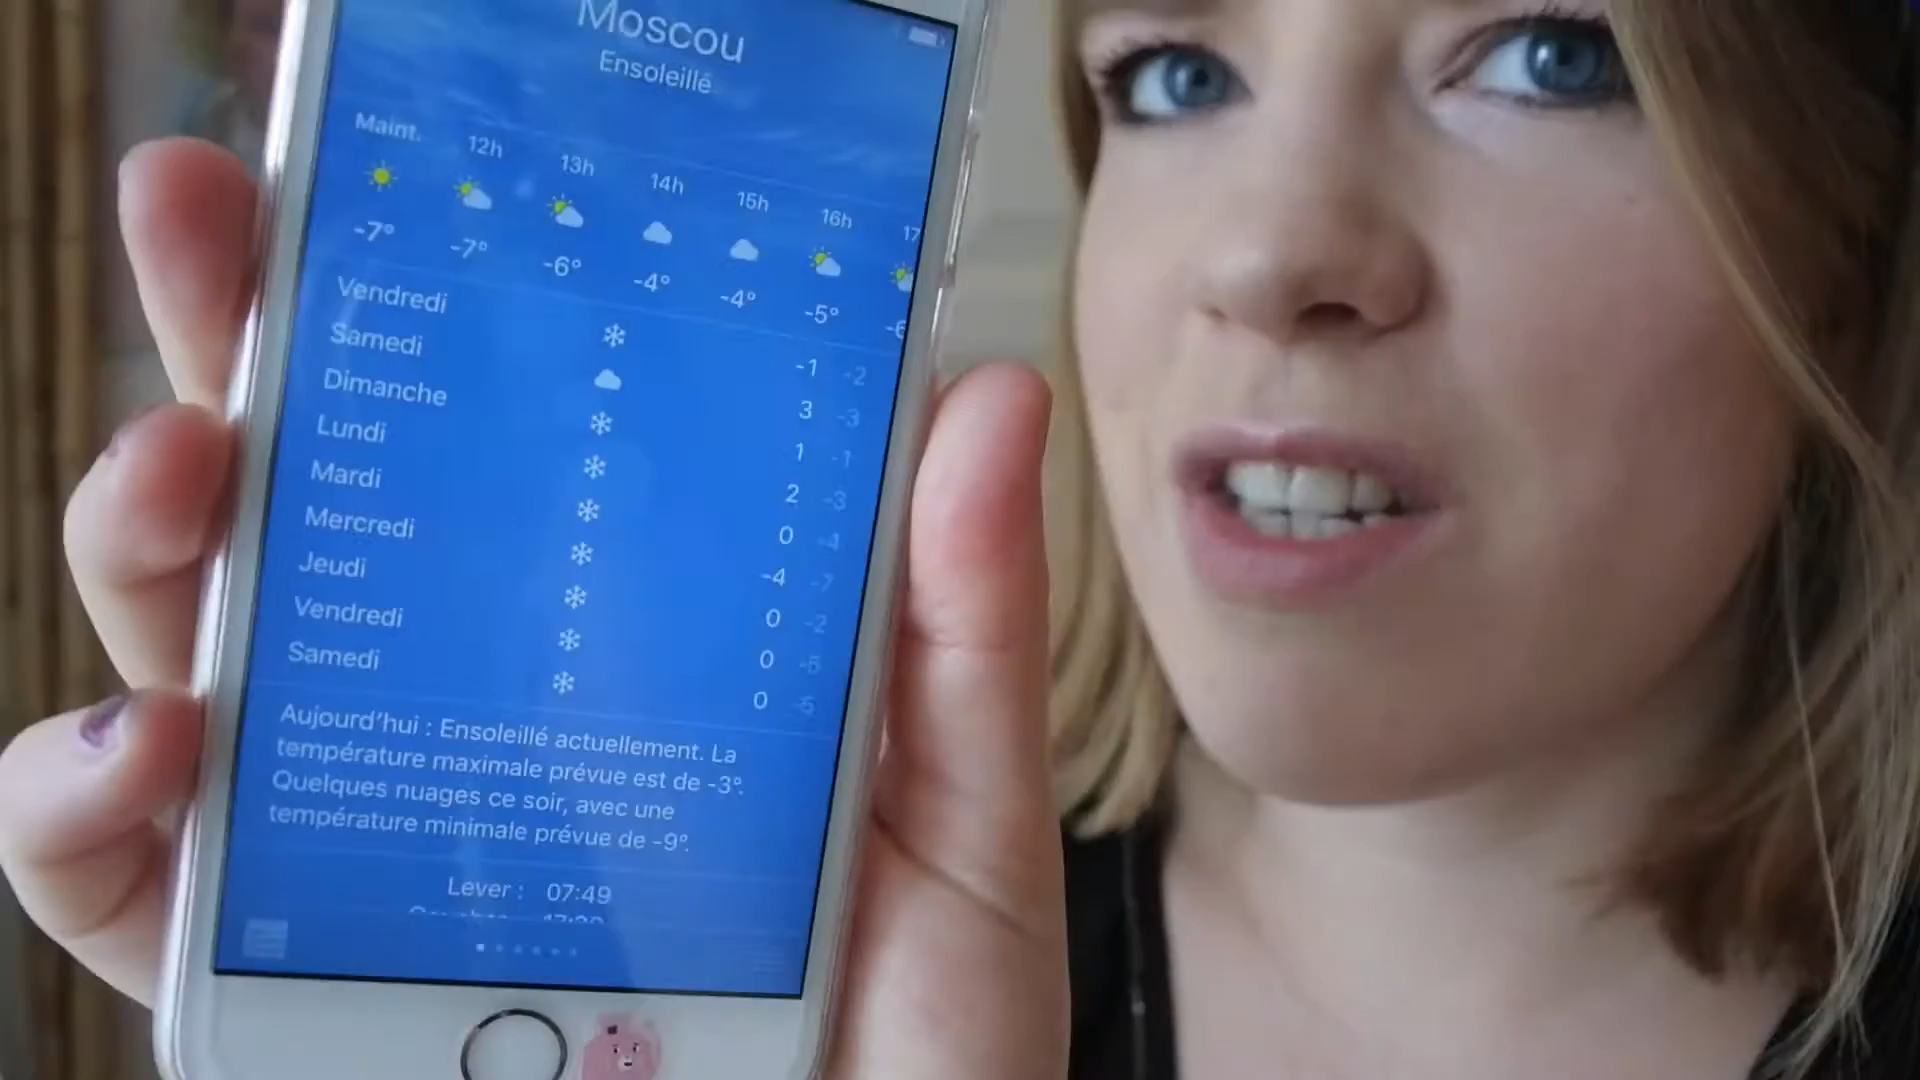 Moscou
Ensoleillé
Maint. 12h 13h 14h 15h 16h 17
-7° -7° -6° -4° -4° -5° -6
Vendredi -1 -2
Samedi 3 -3
Dimanche 1 -1
Lundi 2 -3
Mardi 0 -4
Mercredi -4 -7
Jeudi 0 -2
Vendredi 0 -5
Samedi 0 -5
Aujourd'hui : Ensoleillé actuellement. La
température maximale prévue est de -3°.
Quelques nuages ce soir, avec une
température minimale prévue de -9°.
Lever : 07:49